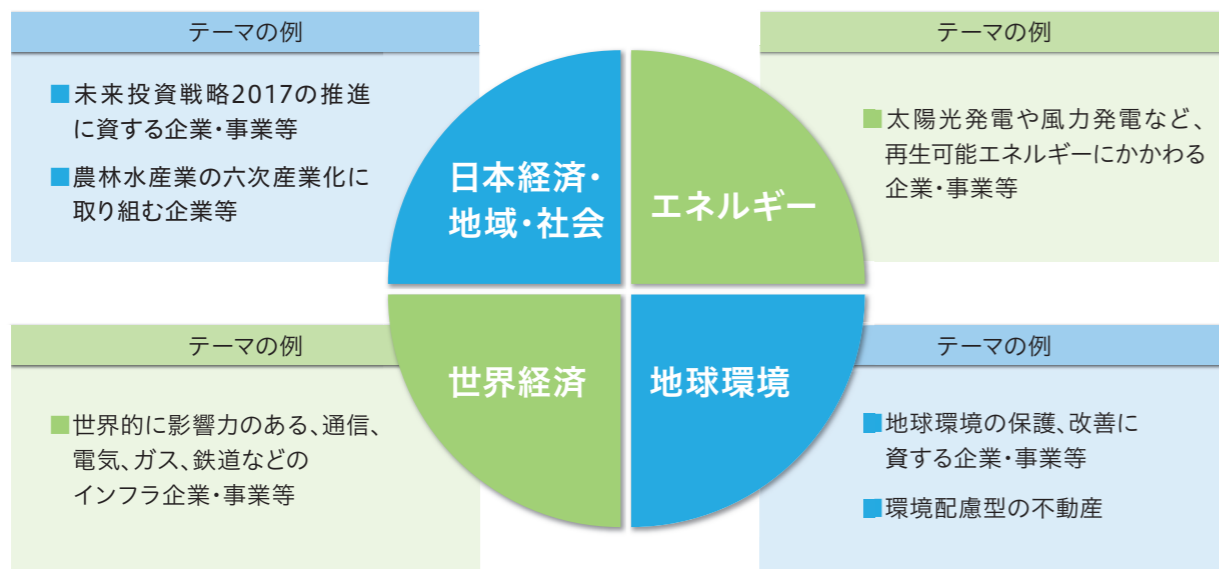 テーマの例
■未来投資戦略2017の推進
に資する企業・事業等
■農林水産業の六次産業化に
取り組む企業等
日本経済・
地域・社会
エネルギー
テーマの例
■太陽光発電や風力発電など、
再生可能エネルギーにかかわる
企業・事業等
テーマの例
■世界的に影響力のある、通信、
電気、ガス、鉄道などの
インフラ企業・事業等
世界経済
地球環境
テーマの例
■地球環境の保護、改善に
資する企業・事業等
■環境配慮型の不動産